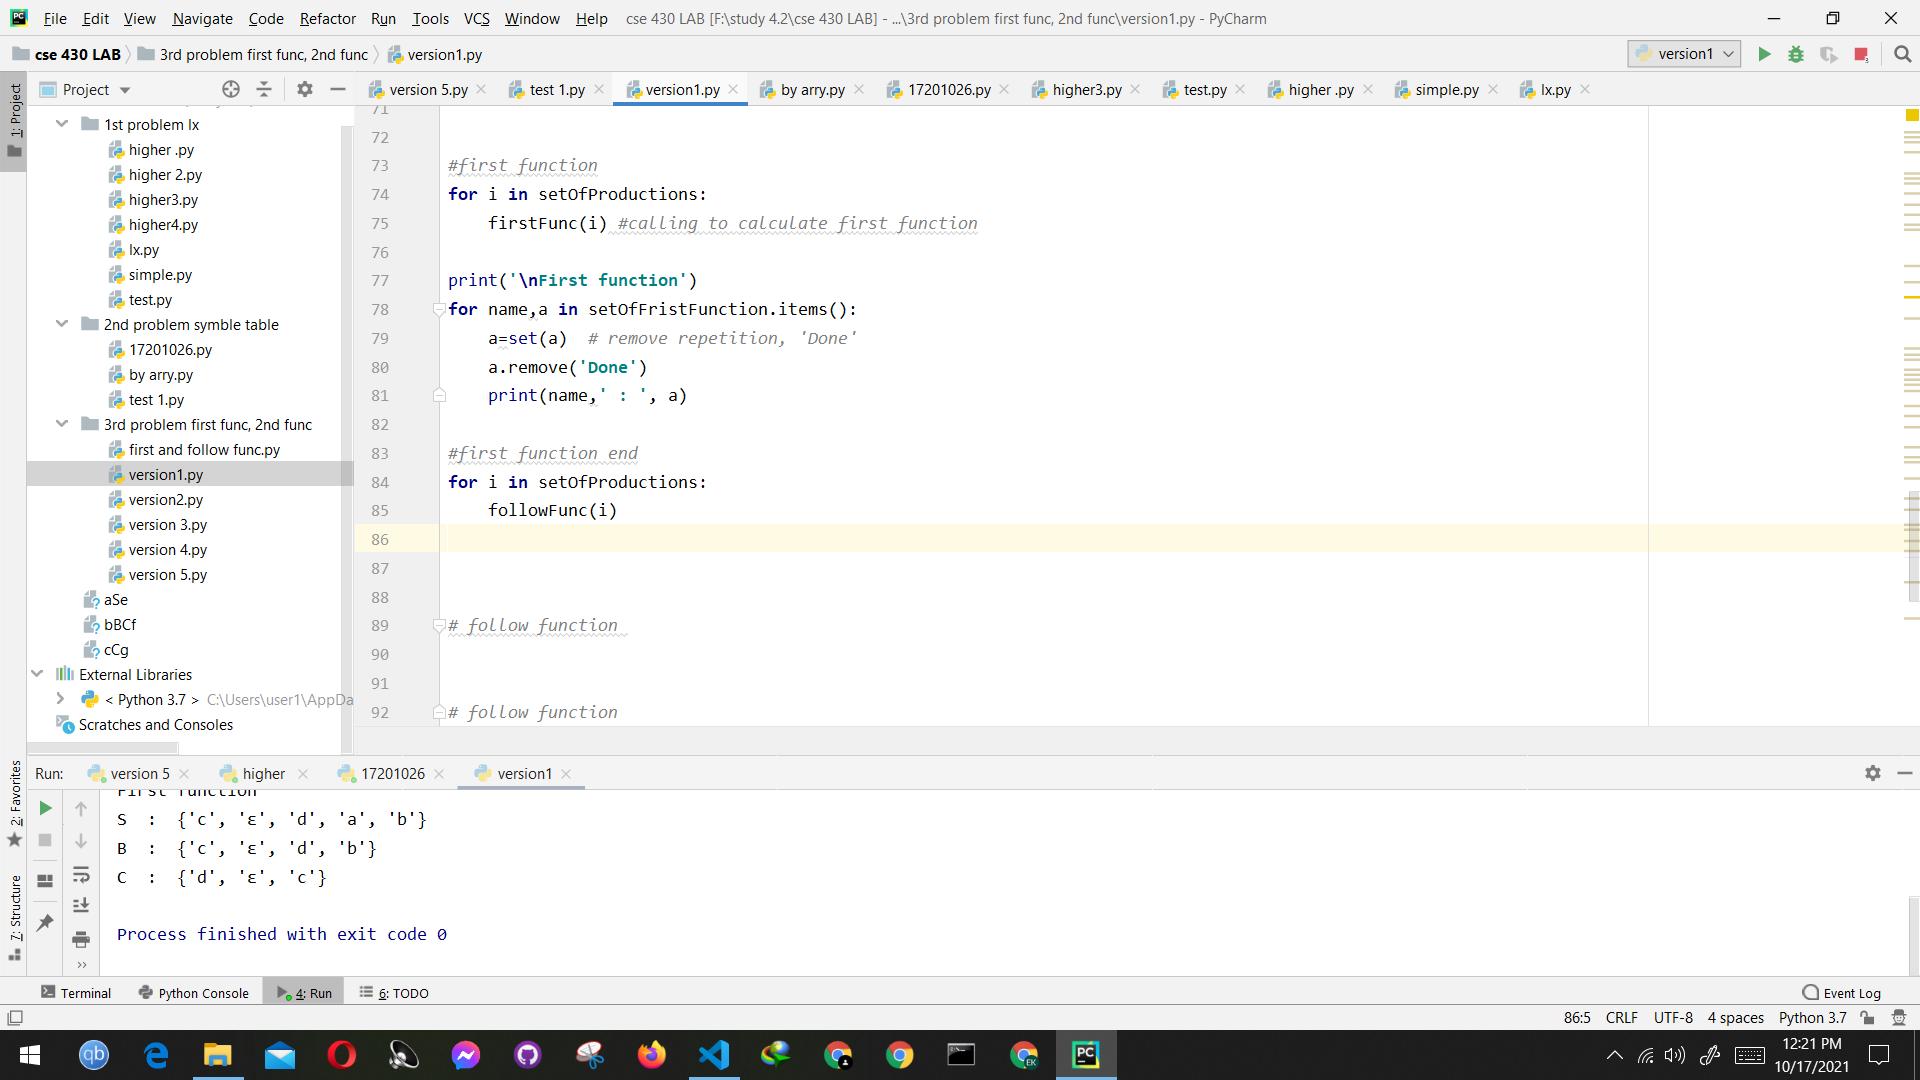 File Edit View Navigate Code Refactor Run Tools VCS Window Help cse 430 LAB [F:\study 4.2\cse 430 LAB] - ...\3rd problem first func, 2nd func\version1.py - PyCharm
cse 430 LAB 3rd problem first func, 2nd func version1.py version1
Project
version 5.py test 1.py version1.py by arry.py 17201026.py higher3.py test.py higher .py simple.py lx.py
1: Project
1st problem lx
higher .py
higher 2.py
higher3.py
higher4.py
lx.py
simple.py
test.py
2nd problem symble table
17201026.py
by arry.py
test 1.py
3rd problem first func, 2nd func
first and follow func.py
version1.py
version2.py
version 3.py
version 4.py
version 5.py
aSe
bBCf
cCg
External Libraries
< Python 3.7 > C:\Users\user1\AppDa
Scratches and Consoles
71
72
73 #first function
74 for i in setOfProductions:
75 firstFunc(i) #calling to calculate first function
76
77 print('\nFirst function')
78 for name,a in setOfFristFunction.items():
79 a=set(a) # remove repetition, 'Done'
80 a.remove('Done')
81 print(name,' : ', a)
82
83 #first function end
84 for i in setOfProductions:
85 followFunc(i)
86
87
88
89 # follow function
90
91
92 # follow function
Run: version 5 higher 17201026 version1
First function
S : {'c', 'ε', 'd', 'a', 'b'}
B : {'c', 'ε', 'd', 'b'}
C : {'d', 'ε', 'c'}
Process finished with exit code 0
2: Favorites
7: Structure
Terminal Python Console 4: Run 6: TODO Event Log
86:5 CRLF UTF-8 4 spaces Python 3.7
qb PC EK
12:21 PM
10/17/2021